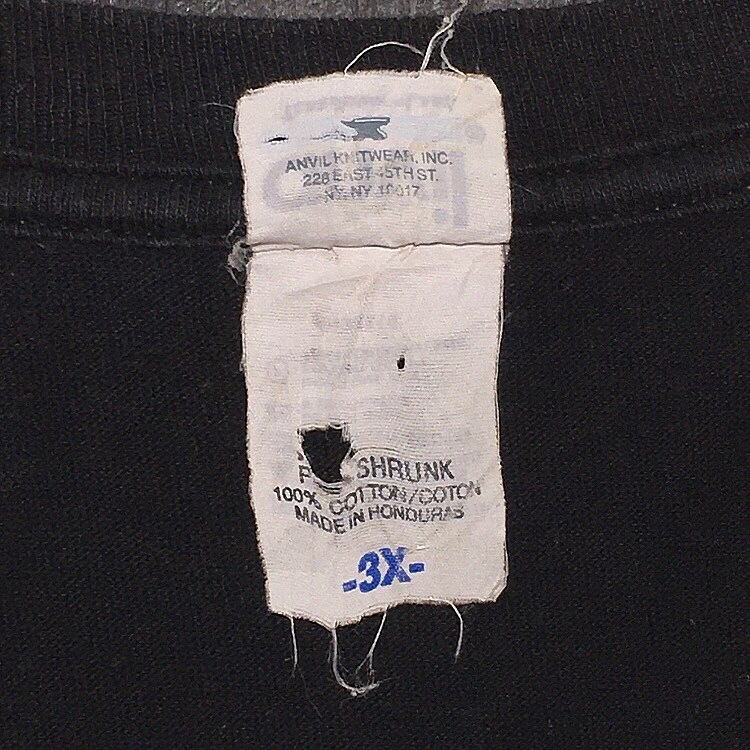 ANVIL KNITWEAR, INC.
228 EAST 45TH ST.
NY. NY 10017
SHRUNK
100% COTTON/COTON
MADE IN HONDURAS
-3X-